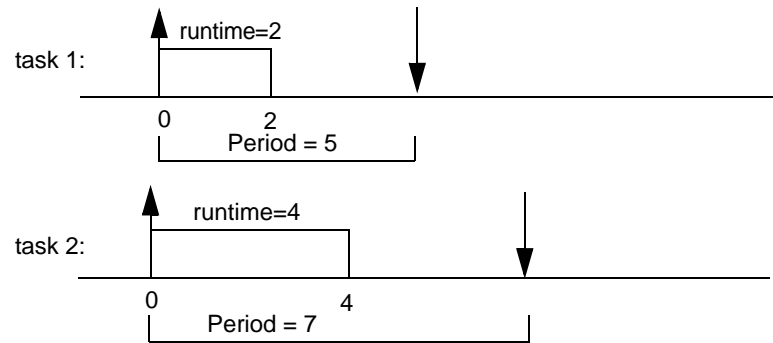 runtime=2
task 1:
0 2
Period = 5
runtime=4
task 2:
0 4
Period = 7